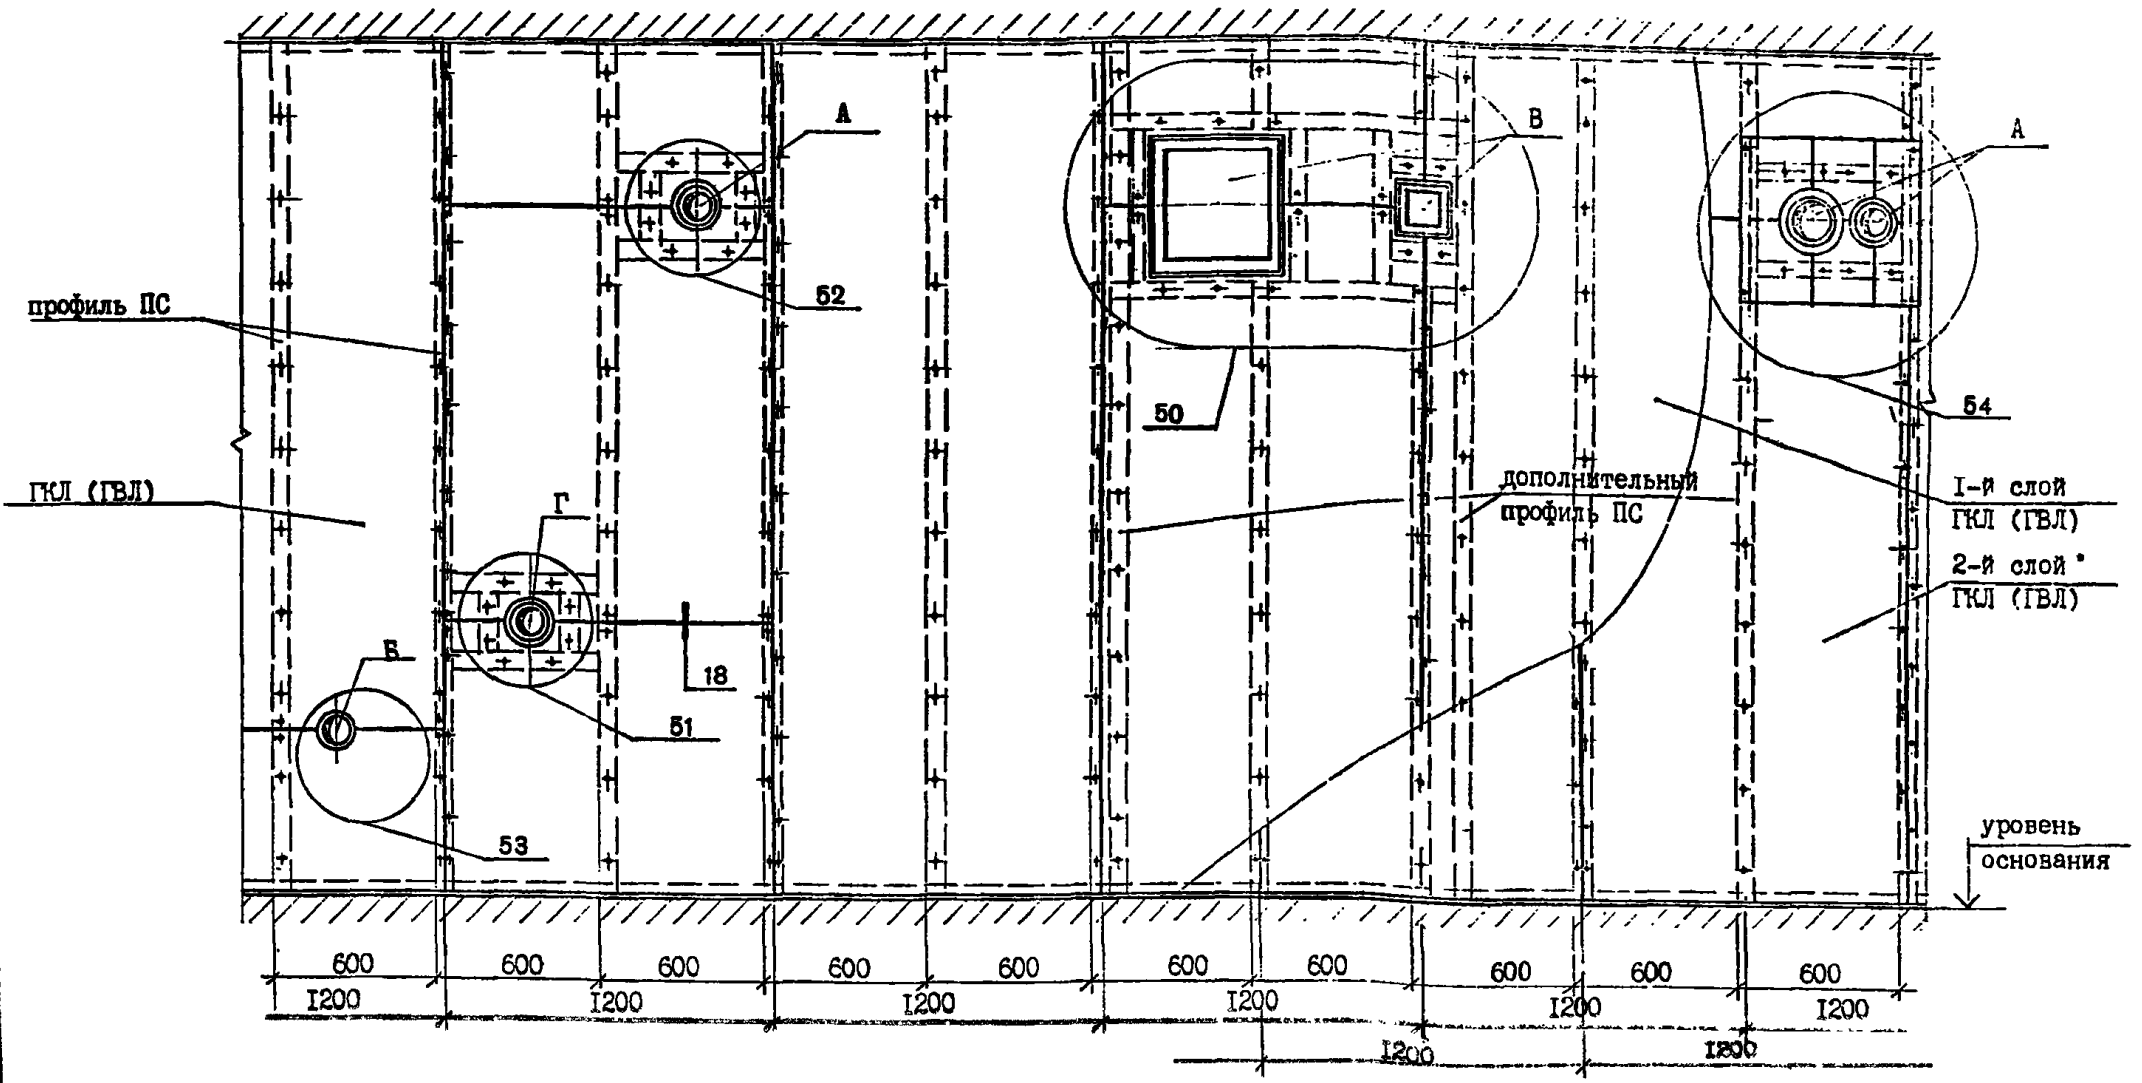 А
В
А
профиль ПС
52
50
54
ГКЛ (ГВЛ)
Г
дополнительный
профиль ПС
I-й слой
ГКЛ (ГВЛ)
2-й слой
ГКЛ (ГВЛ)
Б
18
51
53
уровень
основания
600 600 600 600 600 600 600 600 600 600
I200 I200 I200 I200 I200 I200
I200 I200